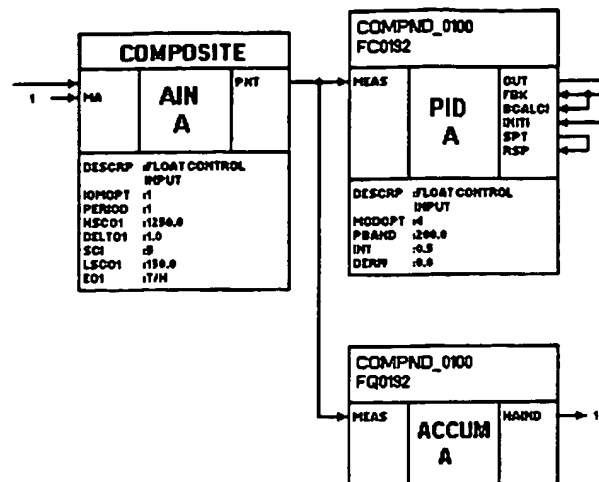 COMPOSITE
1
MA
AIN
A
PNT
DESCRP :FLOAT CONTROL
INPUT
IOMOPT :1
PERIOD :1
HSCO1 :1250.0
DELTO1 :1.0
SCI :9
LSCO1 :150.0
EO1 :T/H
COMPND_0100
FC0192
MEAS
PID
A
OUT
FBK
BCALCI
INITI
SPT
RSP
DESCRP :FLOAT CONTROL
INPUT
MODOPT :4
PBAND :200.0
INT :0.5
DERIV :0.0
COMPND_0100
FQ0192
MEAS
ACCUM
A
HAIND
1